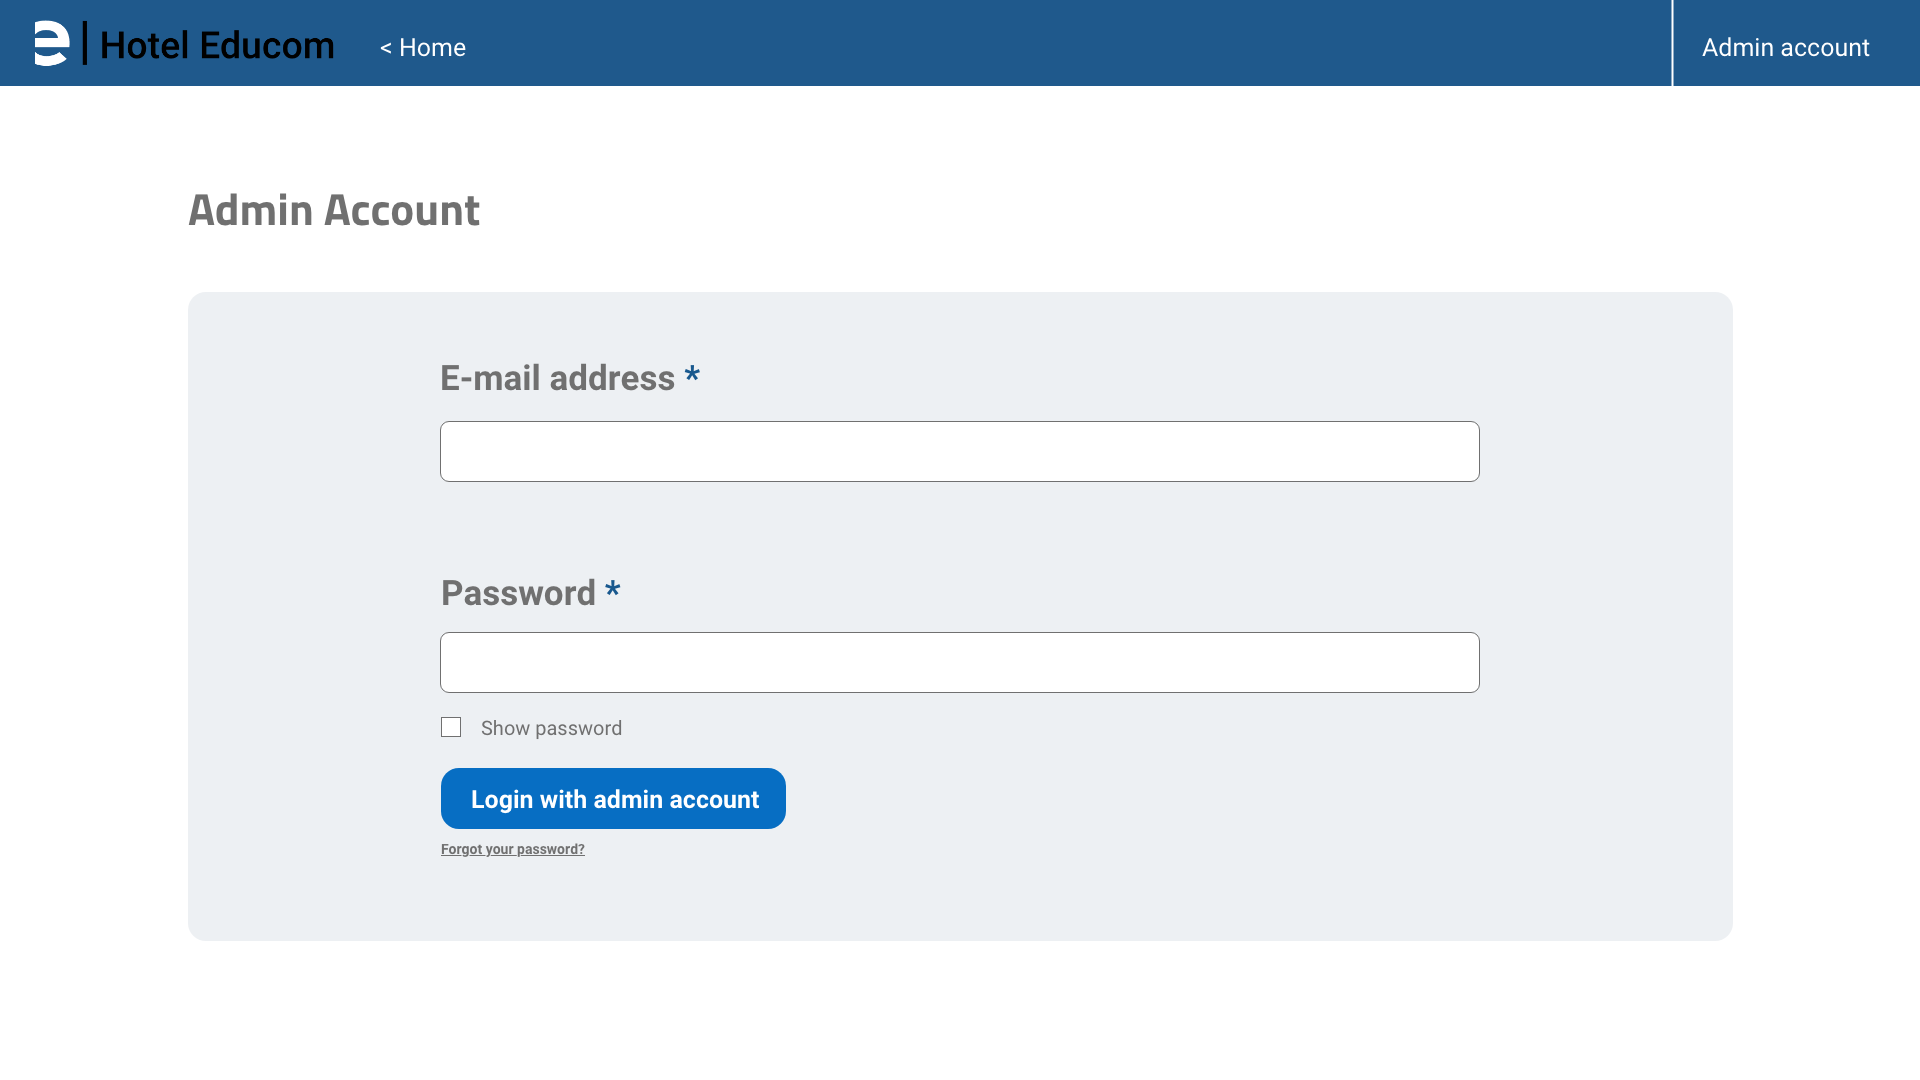 e | Hotel Educom < Home Admin account
Admin Account
E-mail address *
Password *
Show password
Login with admin account
Forgot your password?